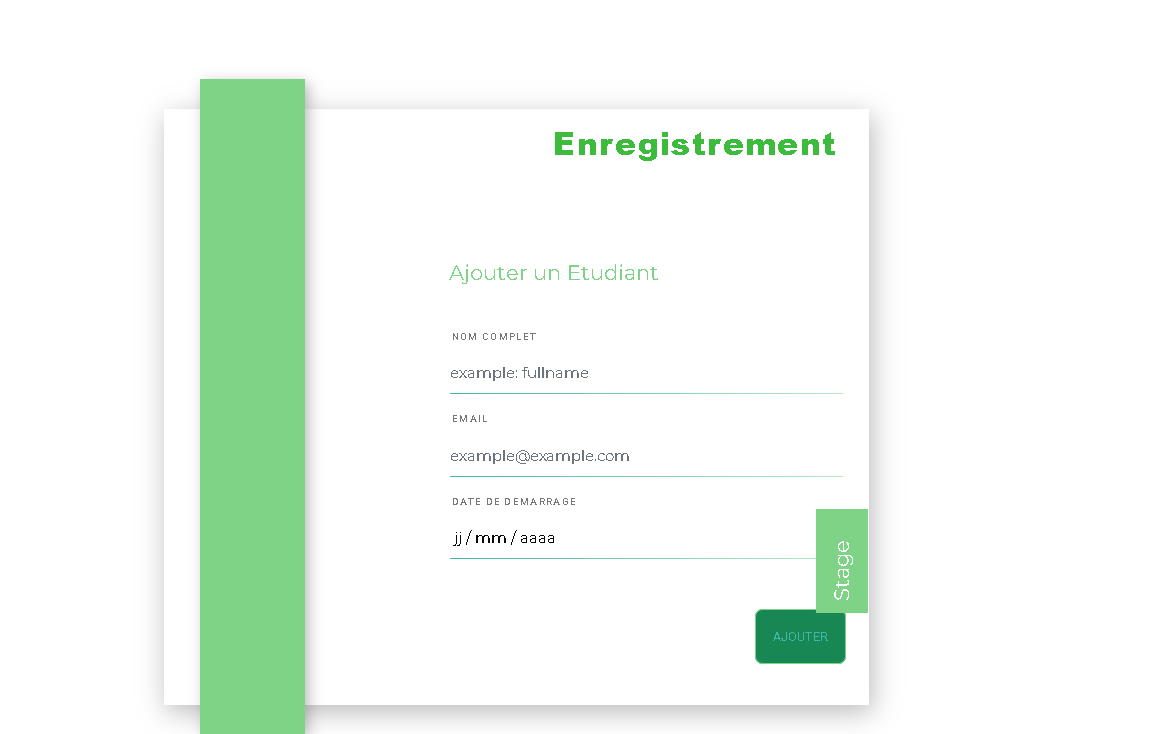 Enregistrement
Ajouter un Etudiant
NOM COMPLET
example: fullname
EMAIL
example@example.com
DATE DE DEMARRAGE
jj / mm / aaaa
Stage
AJOUTER